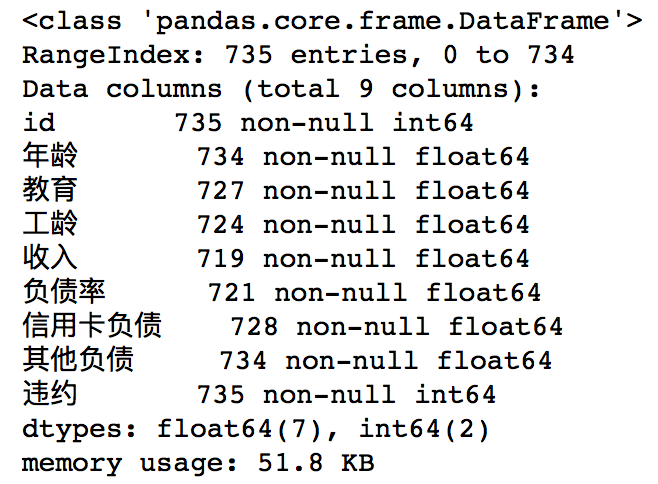 <class 'pandas.core.frame.DataFrame'>
RangeIndex: 735 entries, 0 to 734
Data columns (total 9 columns):
id 735 non-null int64
年龄 734 non-null float64
教育 727 non-null float64
工龄 724 non-null float64
收入 719 non-null float64
负债率 721 non-null float64
信用卡负债 728 non-null float64
其他负债 734 non-null float64
违约 735 non-null int64
dtypes: float64(7), int64(2)
memory usage: 51.8 KB